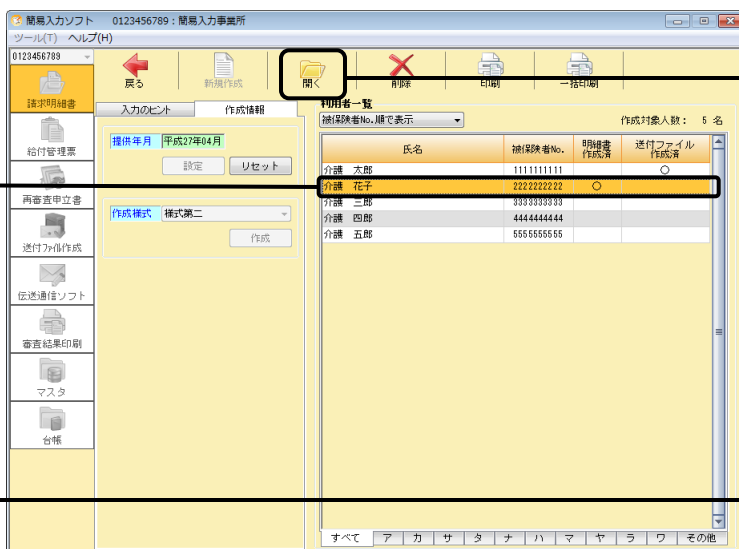 簡易入力ソフト　0123456789：簡易入力事業所
ツール(T)　ヘルプ(H)
0123456789
戻る　新規作成　開く　削除　印刷　一括印刷
請求明細書
給付管理票
再審査申立書
送付ファイル作成
伝送通信ソフト
審査結果印刷
マスタ
台帳
入力のヒント　作成情報
提供年月　平成27年04月
設定　リセット
作成様式　様式第二
作成
利用者一覧
被保険者No.順で表示　作成対象人数：　5 名
氏名　被保険者No.　明細書作成済　送付ファイル作成済
介護　太郎　1111111111　○
介護　花子　2222222222　○
介護　三郎　3333333333
介護　四郎　4444444444
介護　五郎　5555555555
すべて　ア　カ　サ　タ　ナ　ハ　マ　ヤ　ラ　ワ　その他